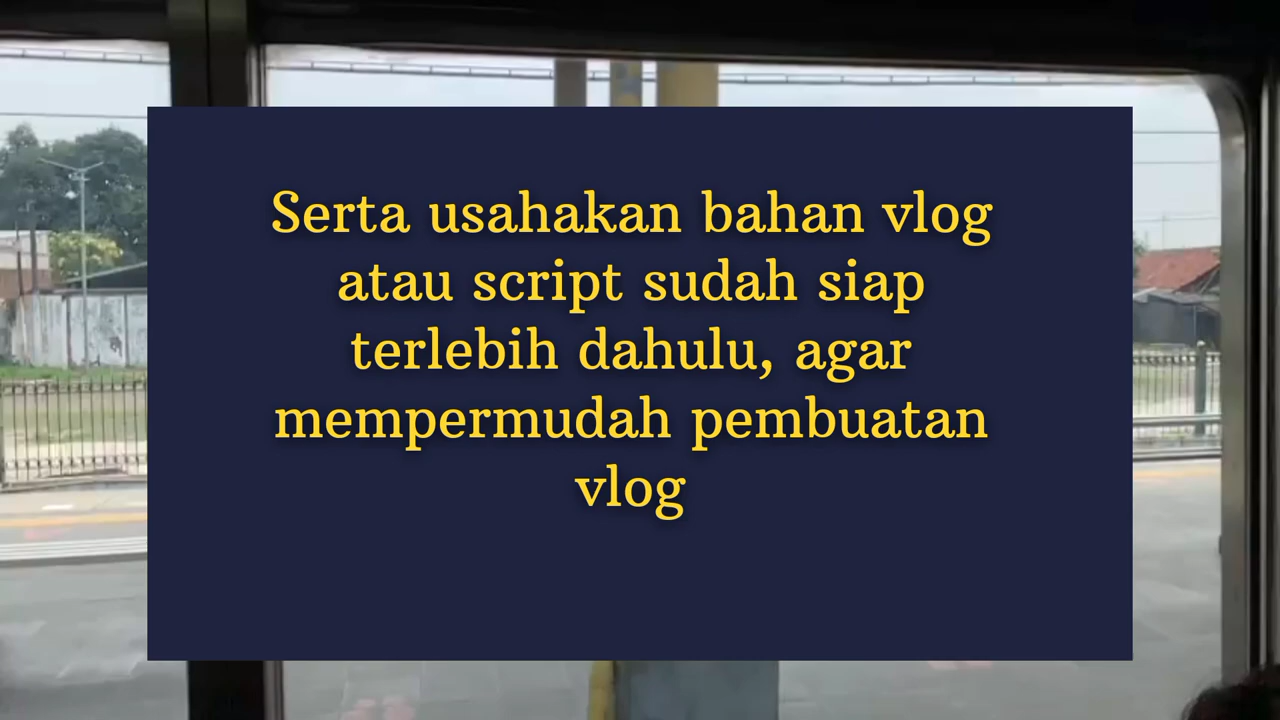 Serta usahakan bahan vlog
atau script sudah siap
terlebih dahulu, agar
mempermudah pembuatan
vlog